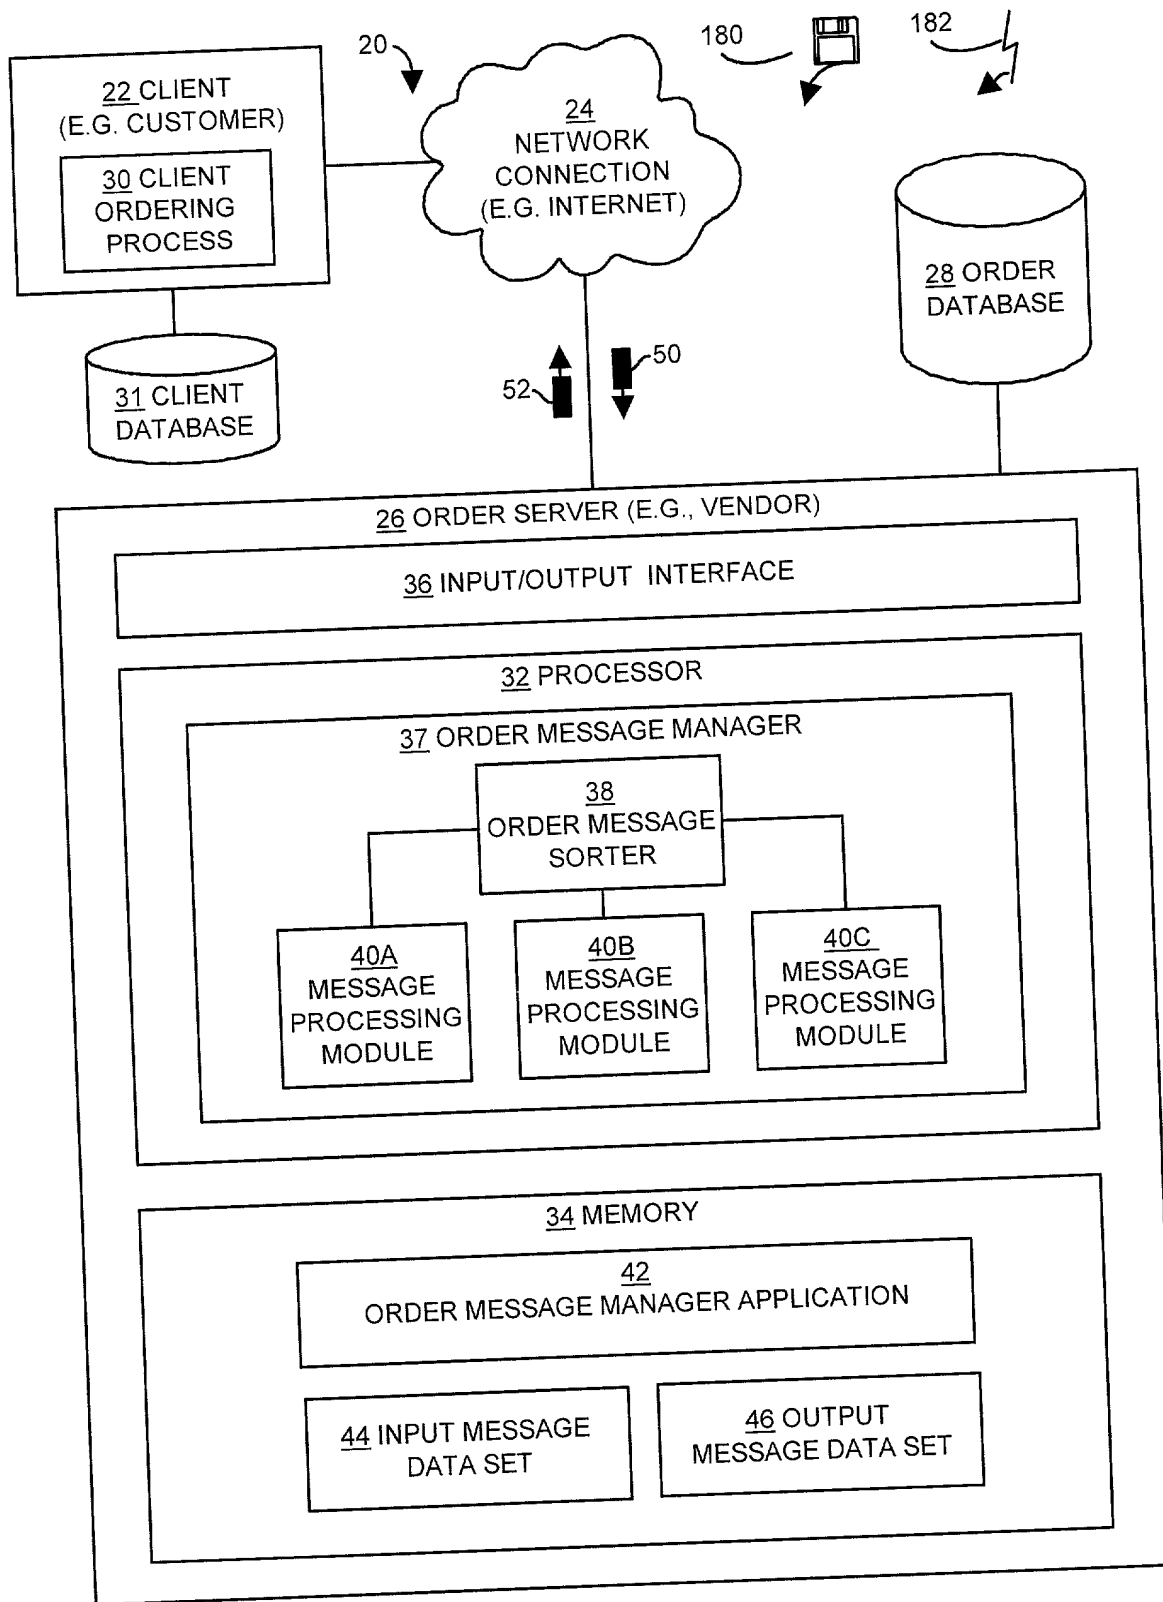 20
180
182
22 CLIENT
(E.G. CUSTOMER)
30 CLIENT
ORDERING
PROCESS
24
NETWORK
CONNECTION
(E.G. INTERNET)
28 ORDER
DATABASE
31 CLIENT
DATABASE
52
50
26 ORDER SERVER (E.G., VENDOR)
36 INPUT/OUTPUT INTERFACE
32 PROCESSOR
37 ORDER MESSAGE MANAGER
38
ORDER MESSAGE
SORTER
40A
MESSAGE
PROCESSING
MODULE
40B
MESSAGE
PROCESSING
MODULE
40C
MESSAGE
PROCESSING
MODULE
34 MEMORY
42
ORDER MESSAGE MANAGER APPLICATION
44 INPUT MESSAGE
DATA SET
46 OUTPUT
MESSAGE DATA SET